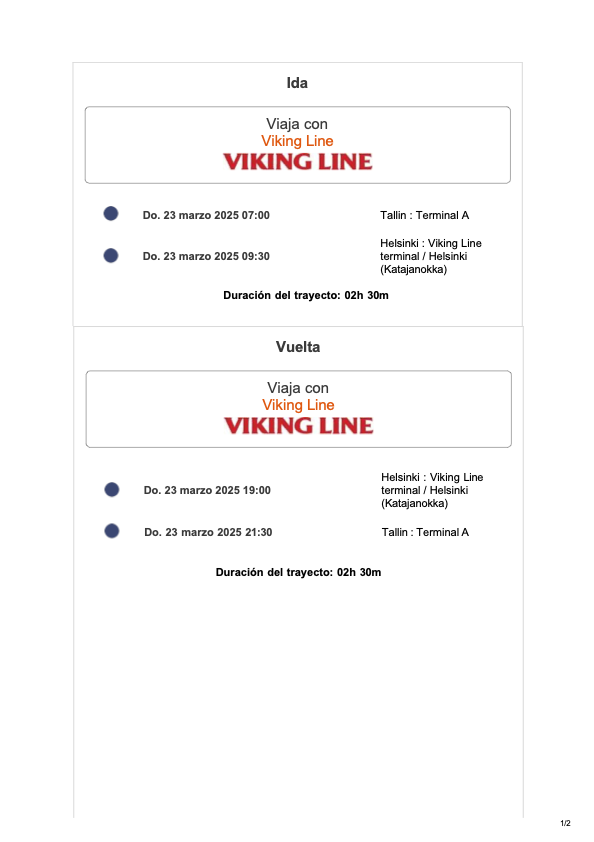 Ida
Viaja con
Viking Line
VIKING LINE
Do. 23 marzo 2025 07:00
Tallin : Terminal A
Do. 23 marzo 2025 09:30
Helsinki : Viking Line
terminal / Helsinki
(Katajanokka)
Duración del trayecto: 02h 30m
Vuelta
Viaja con
Viking Line
VIKING LINE
Do. 23 marzo 2025 19:00
Helsinki : Viking Line
terminal / Helsinki
(Katajanokka)
Do. 23 marzo 2025 21:30
Tallin : Terminal A
Duración del trayecto: 02h 30m
1/2